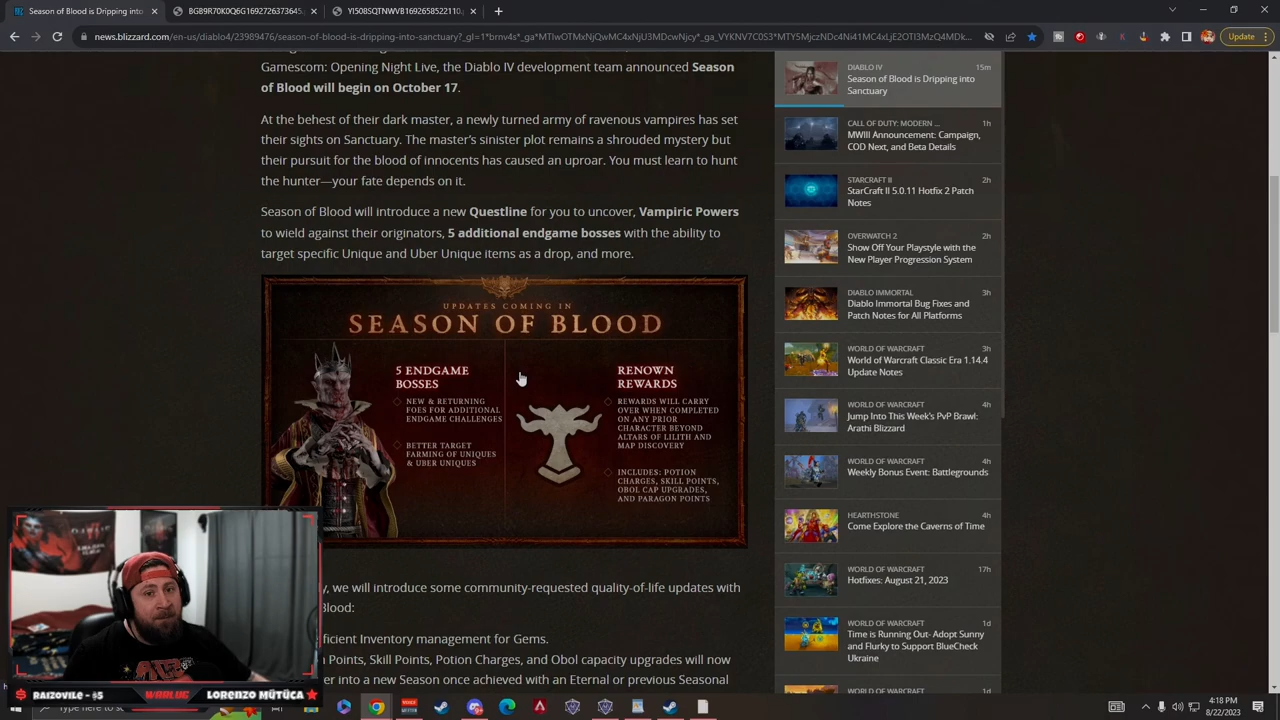 Season of Blood is Dripping into
BGB9R70K0Q6G1692726373645.
YI508SQTNWVB1692658522110.
news.blizzard.com/en-us/diablo4/23989476/season-of-blood-is-dripping-into-sanctuary?
Update
Gamescom: Opening Night Live, the Diablo IV development team announced Season
of Blood will begin on October 17.
At the behest of their dark master, a newly turned army of ravenous vampires has set
their sights on Sanctuary. The master's sinister plot remains a shrouded mystery but
their pursuit for the blood of innocents has caused an uproar. You must learn to hunt
the hunter—your fate depends on it.
Season of Blood will introduce a new Questline for you to uncover, Vampiric Powers
to wield against their originators, 5 additional endgame bosses with the ability to
target specific Unique and Uber Unique items as a drop, and more.
UPDATES COMING IN
SEASON OF BLOOD
5 ENDGAME
BOSSES
NEW & RETURNING
FOES FOR ADDITIONAL
ENDGAME CHALLENGES
BETTER TARGET
FARMING OF UNIQUES
& UBER UNIQUES
RENOWN
REWARDS
REWARDS WILL CARRY
OVER WHEN COMPLETED
ON ANY PRIOR
CHARACTER BEYOND
ALTARS OF LILITH AND
MAP DISCOVERY
INCLUDES: POTION
CHARGES, SKILL POINTS,
OBOL CAP UPGRADES,
AND PARAGON POINTS
y, we will introduce some community-requested quality-of-life updates with
Blood:
ficient Inventory management for Gems.
n Points, Skill Points, Potion Charges, and Obol capacity upgrades will now
er into a new Season once achieved with an Eternal or previous Seasonal
DIABLO IV
15m
Season of Blood is Dripping into
Sanctuary
CALL OF DUTY: MODERN ...
1h
MWIII Announcement: Campaign,
COD Next, and Beta Details
STARCRAFT II
2h
StarCraft II 5.0.11 Hotfix 2 Patch
Notes
OVERWATCH 2
2h
Show Off Your Playstyle with the
New Player Progression System
DIABLO IMMORTAL
3h
Diablo Immortal Bug Fixes and
Patch Notes for All Platforms
WORLD OF WARCRAFT
3h
World of Warcraft Classic Era 1.14.4
Update Notes
WORLD OF WARCRAFT
4h
Jump Into This Week's PvP Brawl:
Arathi Blizzard
WORLD OF WARCRAFT
4h
Weekly Bonus Event: Battlegrounds
HEARTHSTONE
4h
Come Explore the Caverns of Time
WORLD OF WARCRAFT
17h
Hotfixes: August 21, 2023
WORLD OF WARCRAFT
1d
Time is Running Out- Adopt Sunny
and Flurky to Support BlueCheck
Ukraine
WORLD OF WARCRAFT
1d
RAIZOVILE - $5
WRRLUC
LORENZO MŪTŪCA
Type here to s
4:18 PM
8/22/2023